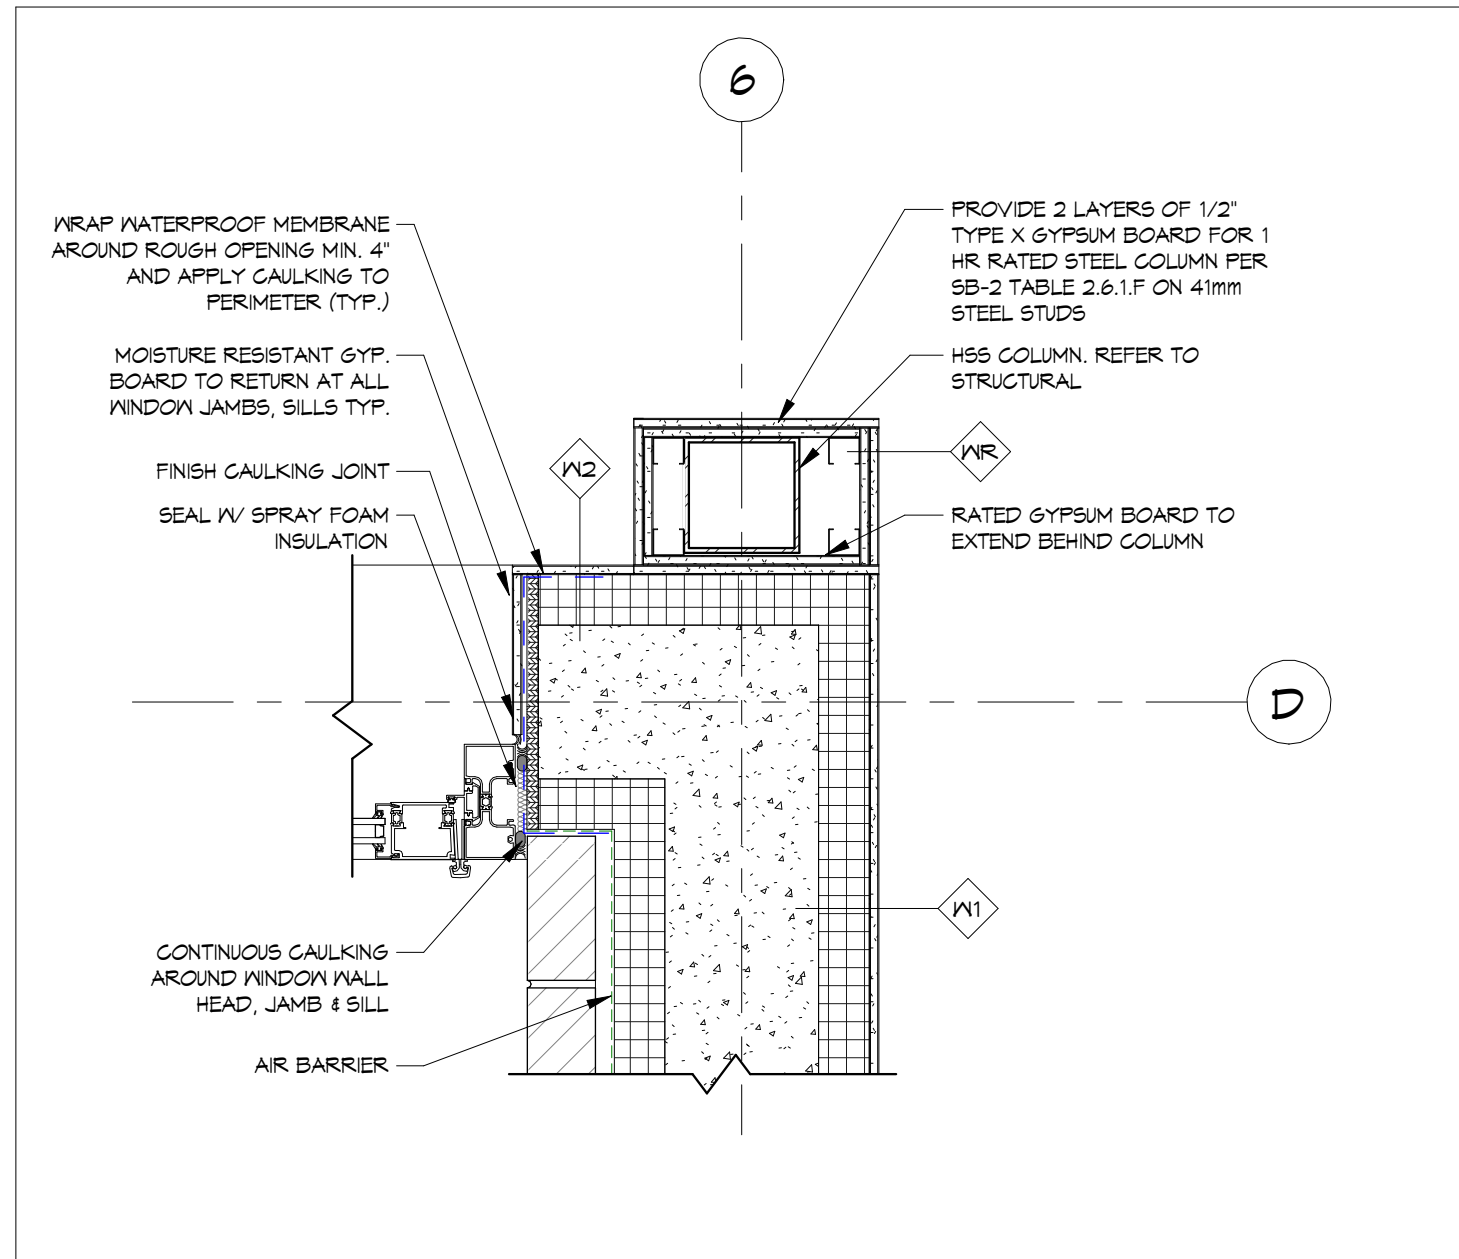 6
WRAP WATERPROOF MEMBRANE
AROUND ROUGH OPENING MIN. 4"
AND APPLY CAULKING TO
PERIMETER (TYP.)
MOISTURE RESISTANT GYP.
BOARD TO RETURN AT ALL
WINDOW JAMBS, SILLS TYP.
FINISH CAULKING JOINT
SEAL W/ SPRAY FOAM
INSULATION
W2
PROVIDE 2 LAYERS OF 1/2"
TYPE X GYPSUM BOARD FOR 1
HR RATED STEEL COLUMN PER
SB-2 TABLE 2.6.1.F ON 41mm
STEEL STUDS
HSS COLUMN. REFER TO
STRUCTURAL
WR
RATED GYPSUM BOARD TO
EXTEND BEHIND COLUMN
D
W1
CONTINUOUS CAULKING
AROUND WINDOW WALL
HEAD, JAMB & SILL
AIR BARRIER